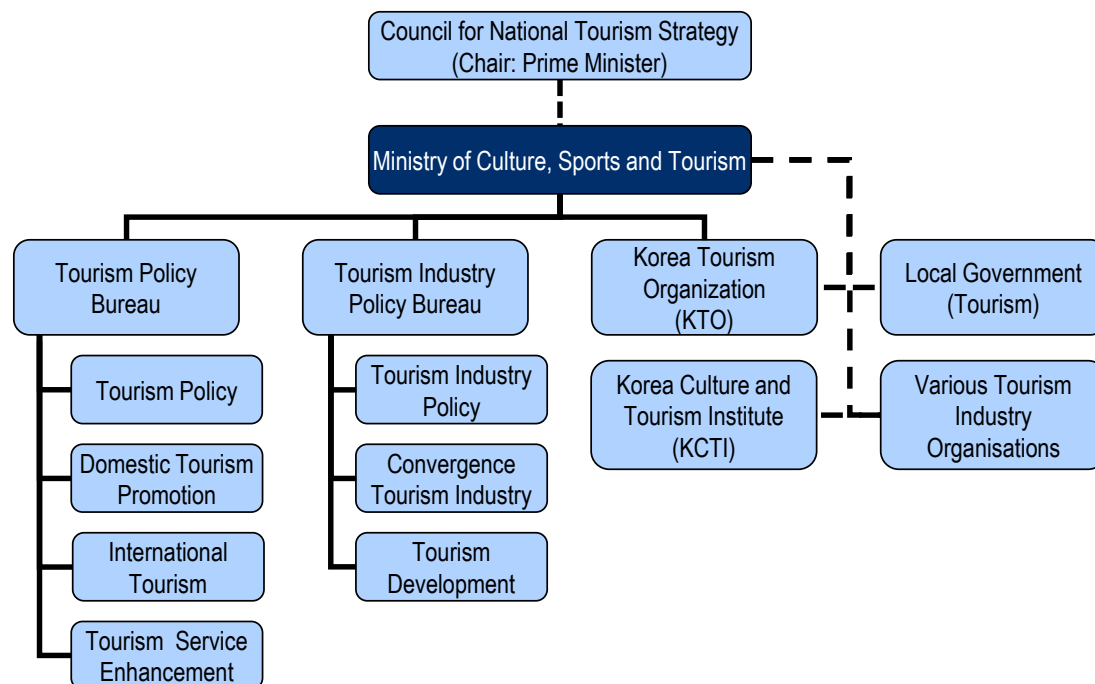 Council for National Tourism Strategy
(Chair: Prime Minister)
Ministry of Culture, Sports and Tourism
Tourism Policy
Bureau
Tourism Industry
Policy Bureau
Korea Tourism
Organization
(KTO)
Local Government
(Tourism)
Tourism Policy
Domestic Tourism
Promotion
International
Tourism
Tourism Service
Enhancement
Tourism Industry
Policy
Convergence
Tourism Industry
Tourism
Development
Korea Culture and
Tourism Institute
(KCTI)
Various Tourism
Industry
Organisations